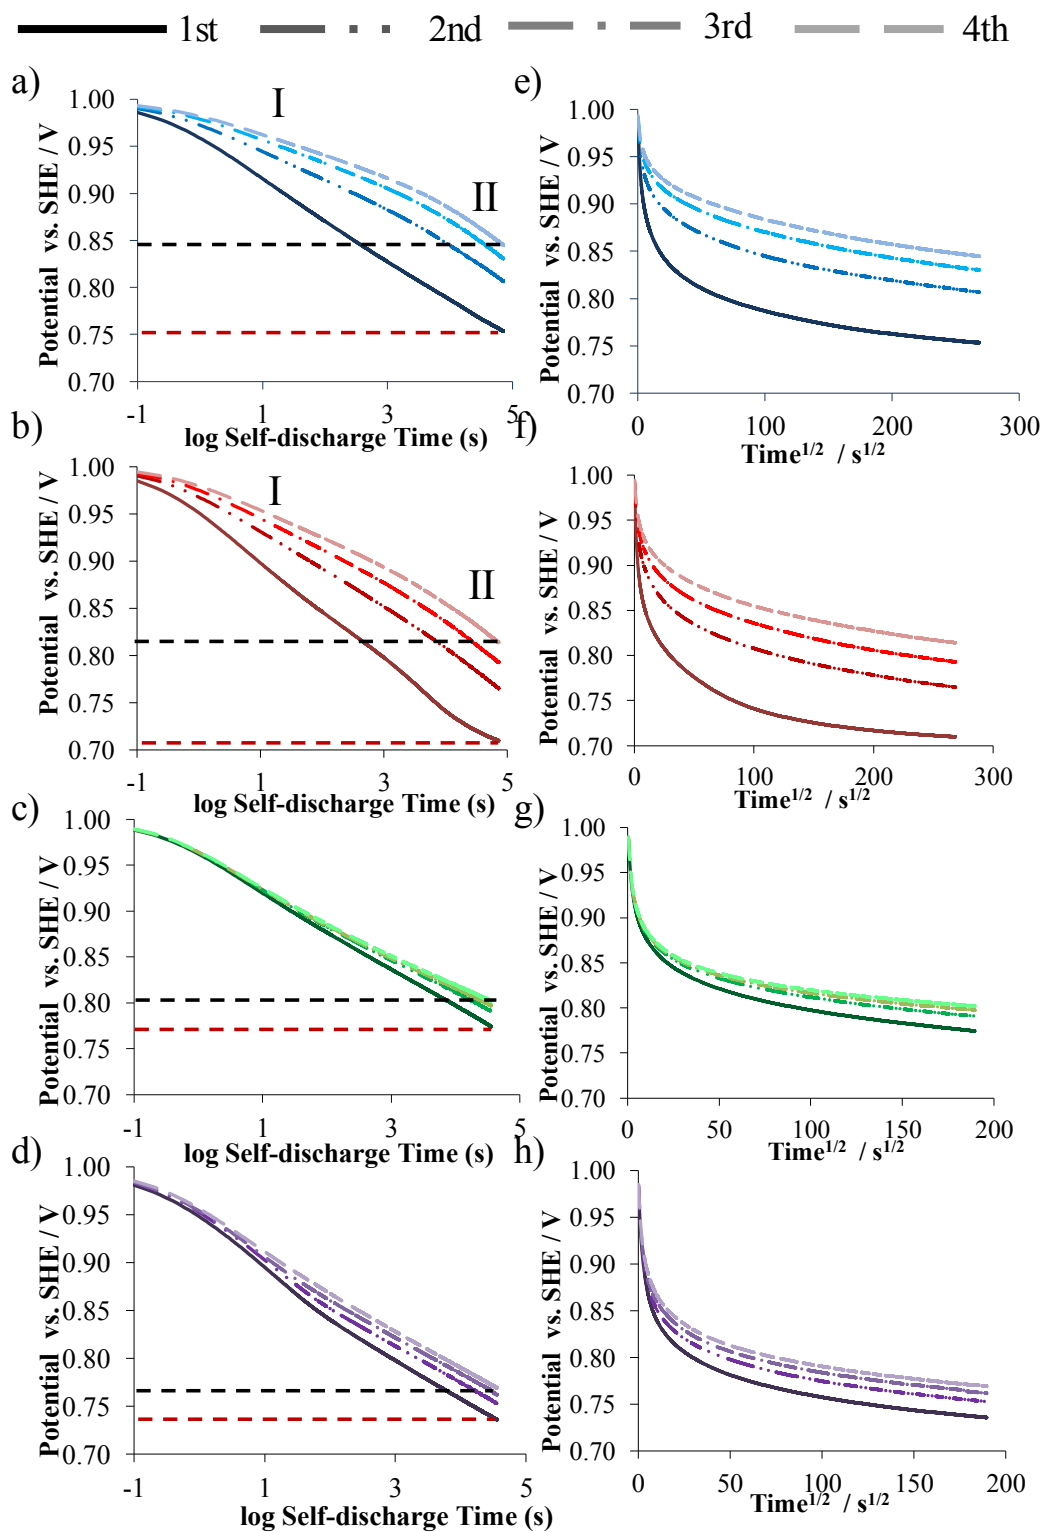 1st 2nd 3rd 4th
a)
Potential vs. SHE / V
1.00
0.95
0.90
0.85
0.80
0.75
0.70
I
II
-1 1 3 5
log Self-discharge Time (s)
e)
Potential vs. SHE / V
1.00
0.95
0.90
0.85
0.80
0.75
0.70
0 100 200 300
Time1/2 / s1/2
b)
Potential vs. SHE / V
1.00
0.95
0.90
0.85
0.80
0.75
0.70
I
II
-1 1 3 5
log Self-discharge Time (s)
f)
Potential vs. SHE / V
1.00
0.95
0.90
0.85
0.80
0.75
0.70
0 100 200 300
Time1/2 / s1/2
c)
Potential vs. SHE / V
1.00
0.95
0.90
0.85
0.80
0.75
0.70
-1 1 3 5
log Self-discharge Time (s)
g)
Potential vs. SHE / V
1.00
0.95
0.90
0.85
0.80
0.75
0.70
0 50 100 150 200
Time1/2 / s1/2
d)
Potential vs. SHE / V
1.00
0.95
0.90
0.85
0.80
0.75
0.70
-1 1 3 5
log Self-discharge Time (s)
h)
Potential vs. SHE / V
1.00
0.95
0.90
0.85
0.80
0.75
0.70
0 50 100 150 200
Time1/2 / s1/2